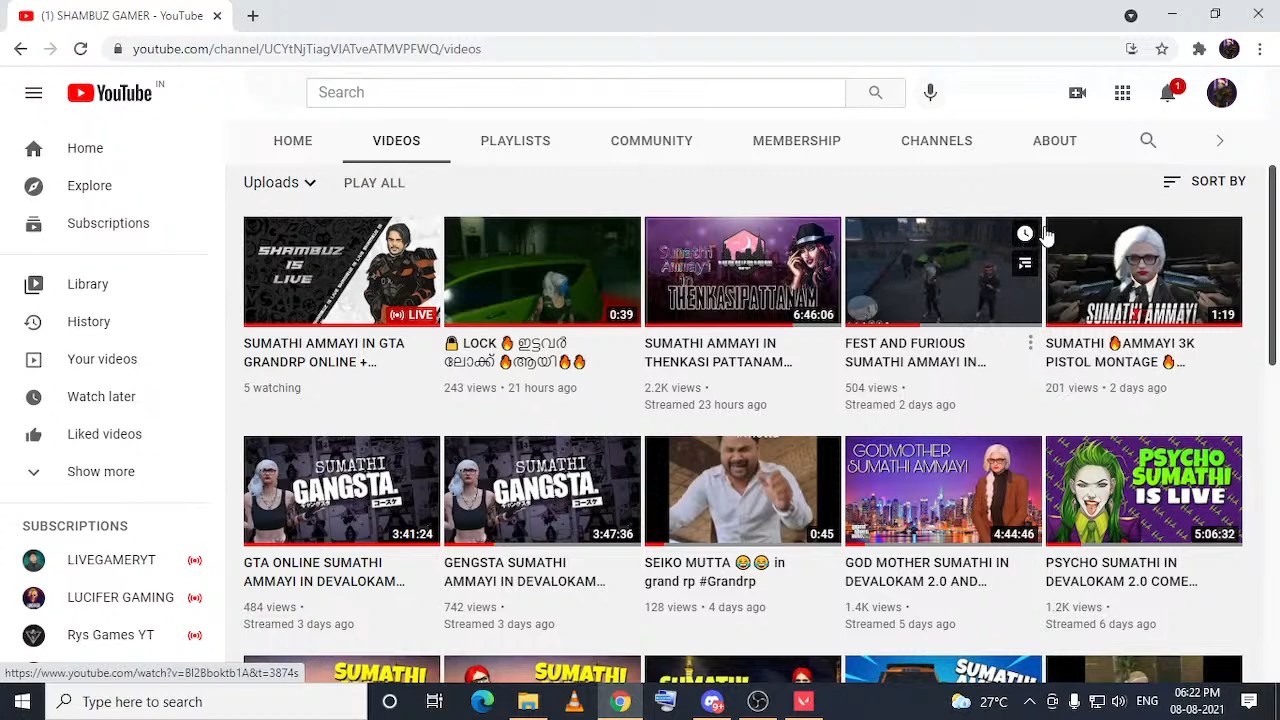 (1) SHAMBUZ GAMER - YouTube
youtube.com/channel/UCYtNjTiagVIATveATMVPFWQ/videos
YouTube IN
Search
1
HOME VIDEOS PLAYLISTS COMMUNITY MEMBERSHIP CHANNELS ABOUT
Home
Explore
Subscriptions
Library
History
Your videos
Watch later
Liked videos
Show more
SUBSCRIPTIONS
LIVEGAMERYT
LUCIFER GAMING
Rys Games YT
Uploads PLAY ALL SORT BY
SHAMBUZ
IS
LIVE
LIVE
SUMATHI AMMAYI IN GTA
GRANDRP ONLINE +...
5 watching
0:39
LOCK 🔥 ഇട്ടവർ
ലോക്ക് 🔥ആയി🔥🔥
243 views • 21 hours ago
Sumathi
Ammayi
in
THENKASIPATTANAM
6:46:06
SUMATHI AMMAYI IN
THENKASI PATTANAM...
2.2K views •
Streamed 23 hours ago
FEST AND FURIOUS
SUMATHI AMMAYI IN...
504 views •
Streamed 2 days ago
SUMATHI AMMAYI
1:19
SUMATHI 🔥AMMAYI 3K
PISTOL MONTAGE 🔥...
201 views • 2 days ago
SUMATHI
GANGSTA.
3:41:24
GTA ONLINE SUMATHI
AMMAYI IN DEVALOKAM...
484 views •
Streamed 3 days ago
SUMATHI
GANGSTA.
3:47:36
GENGSTA SUMATHI
AMMAYI IN DEVALOKAM...
742 views •
Streamed 3 days ago
0:45
SEIKO MUTTA 😂😂 in
grand rp #Grandrp
128 views • 4 days ago
GODMOTHER
SUMATHI AMMAYI
4:44:46
GOD MOTHER SUMATHI IN
DEVALOKAM 2.0 AND...
1.4K views •
Streamed 5 days ago
PSYCHO
SUMATHI
IS LIVE
5:06:32
PSYCHO SUMATHI IN
DEVALOKAM 2.0 COME...
1.2K views •
Streamed 6 days ago
SUMATHI
SUMATHI
https://www.youtube.com/watch?v=8I2Bboktb1A&t=3874s
Type here to search
9+
27°C
ENG
06:22 PM
08-08-2021